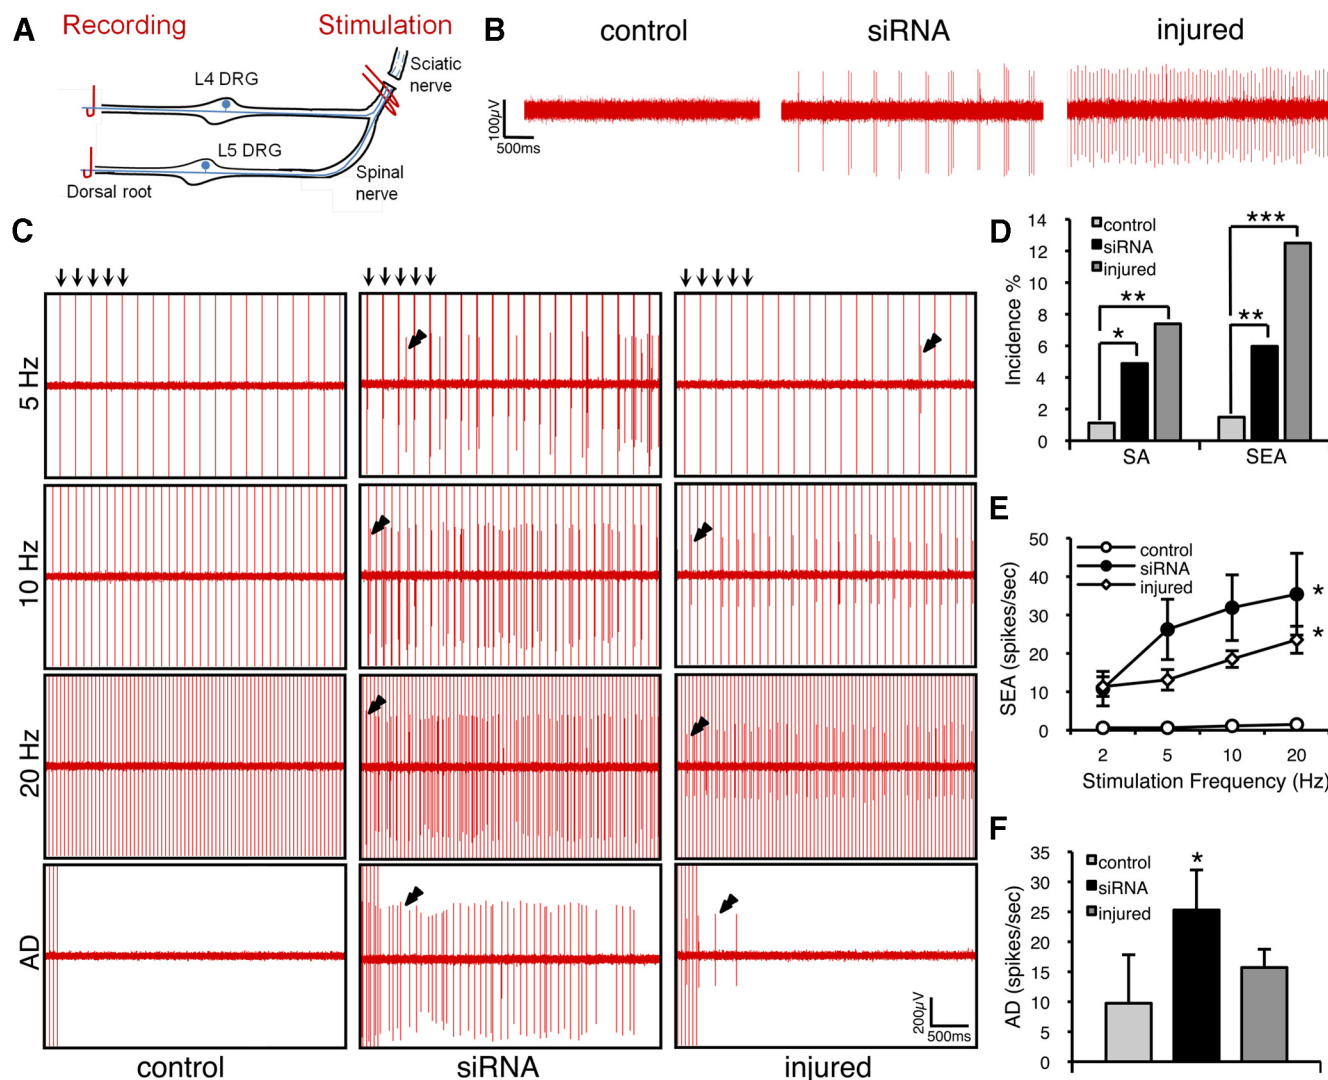 A
Recording
Stimulation
L4 DRG
Sciatic
nerve
L5 DRG
Spinal
nerve
Dorsal root
B
control
siRNA
injured
100µV
500ms
C
5 Hz
10 Hz
20 Hz
AD
200µV
500ms
control
siRNA
injured
D
14
12
10
8
6
4
2
0
Incidence %
control
siRNA
injured
*
**
**
***
SA
SEA
E
50
40
30
20
10
0
SEA (spikes/sec)
control
siRNA
injured
*
*
2
5
10
20
Stimulation Frequency (Hz)
F
35
30
25
20
15
10
5
0
AD (spikes/sec)
control
siRNA
injured
*